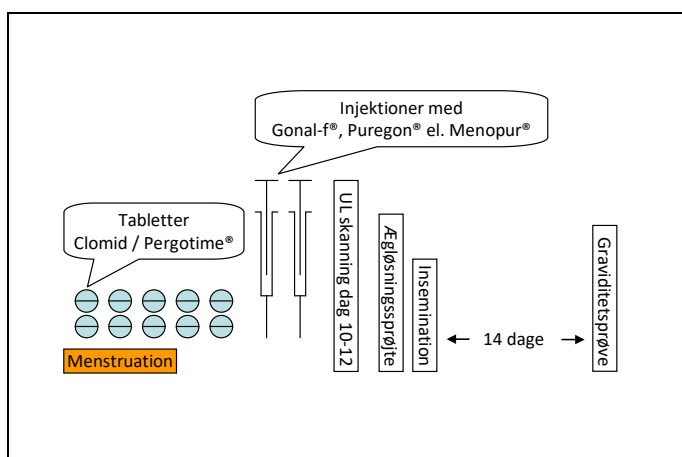 Injektioner med
Gonal-f®, Puregon® el. Menopur®
Tabletter
Clomid / Pergotime®
Menstruation
UL skanning dag 10-12
Ægløsningssprøjte
Insemination
14 dage
Graviditetsprøve